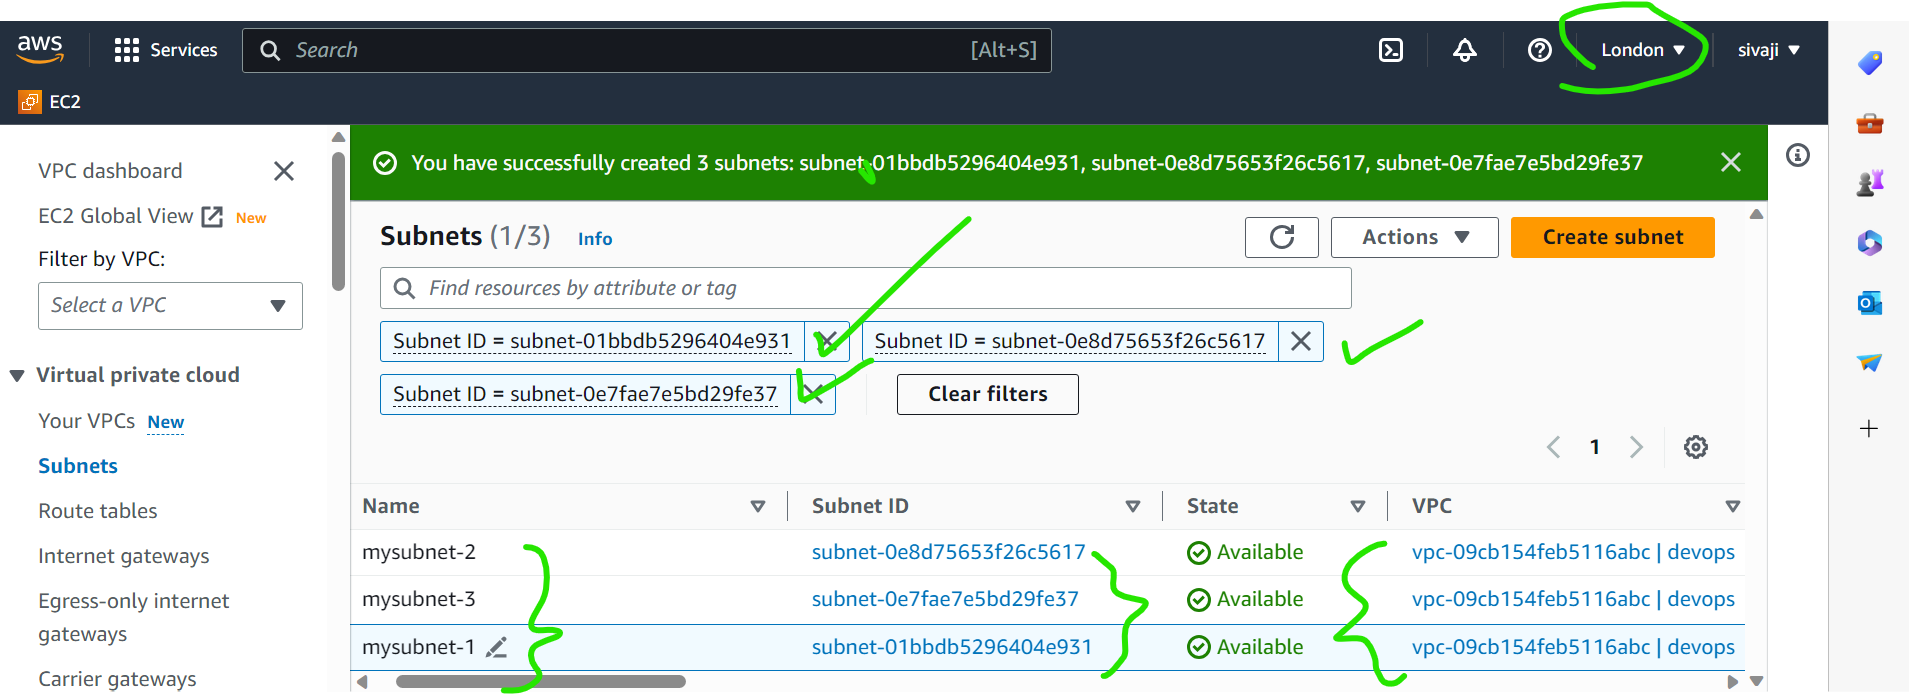 aws Services Search [Alt+S] London sivaji
EC2
VPC dashboard
EC2 Global View New
Filter by VPC:
Select a VPC
Virtual private cloud
Your VPCs New
Subnets
Route tables
Internet gateways
Egress-only internet
gateways
Carrier gateways
You have successfully created 3 subnets: subnet-01bbdb5296404e931, subnet-0e8d75653f26c5617, subnet-0e7fae7e5bd29fe37
Subnets (1/3) Info
Actions
Create subnet
Find resources by attribute or tag
Subnet ID = subnet-01bbdb5296404e931 Subnet ID = subnet-0e8d75653f26c5617
Subnet ID = subnet-0e7fae7e5bd29fe37 Clear filters
1
Name Subnet ID State VPC
mysubnet-2 subnet-0e8d75653f26c5617 Available vpc-09cb154feb5116abc | devops
mysubnet-3 subnet-0e7fae7e5bd29fe37 Available vpc-09cb154feb5116abc | devops
mysubnet-1 subnet-01bbdb5296404e931 Available vpc-09cb154feb5116abc | devops